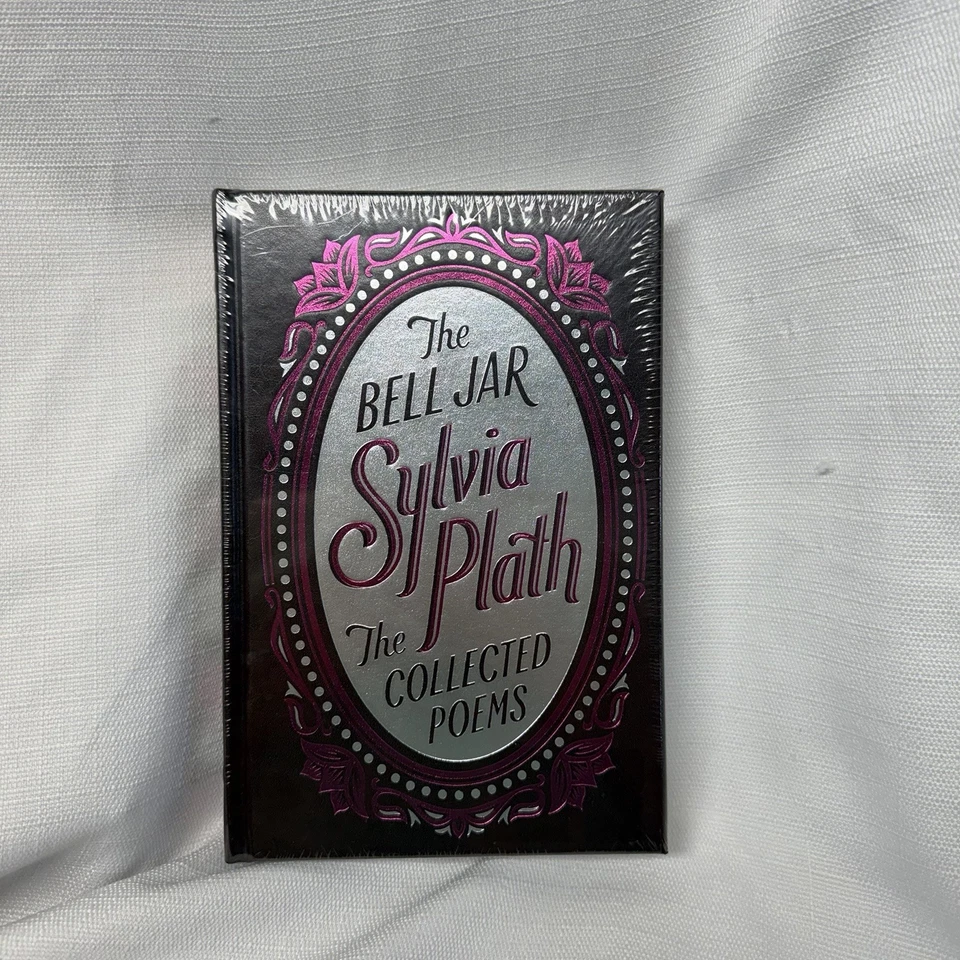 The
BELL JAR
Sylvia
Plath
The
COLLECTED
POEMS